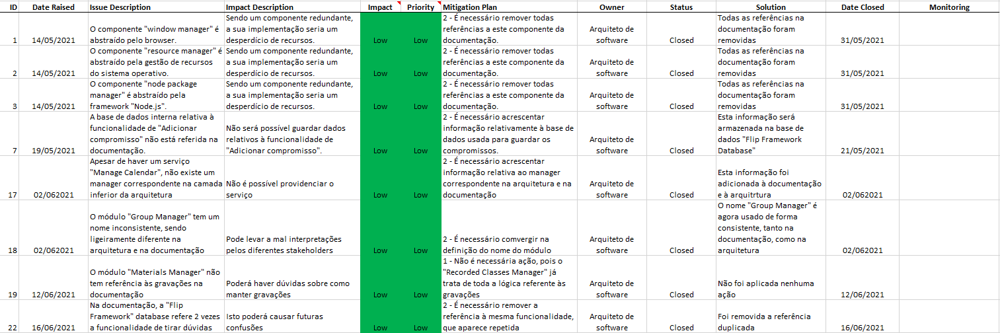 ID Date Raised Issue Description Impact Description Impact Priority Mitigation Plan Owner Status Solution Date Closed Monitoring
1 14/05/2021
O componente "window manager" é
abstraído pelo browser.
Sendo um componente redundante,
a sua implementação seria um
desperdício de recursos.
Low Low
2 - É necessário remover todas
referências a este componente da
documentação.
Arquiteto de
software
Closed
Todas as referências na
documentação foram
removidas
31/05/2021
2 14/05/2021
O componente "resource manager" é
abstraído pela gestão de recursos
do sistema operativo.
Sendo um componente redundante,
a sua implementação seria um
desperdício de recursos.
Low Low
2 - É necessário remover todas
referências a este componente da
documentação.
Arquiteto de
software
Closed
Todas as referências na
documentação foram
removidas
31/05/2021
3 14/05/2021
O componente "node package
manager" é abstraído pela
framework "Node.js".
Sendo um componente redundante,
a sua implementação seria um
desperdício de recursos.
Low Low
2 - É necessário remover todas
referências a este componente da
documentação.
Arquiteto de
software
Closed
Todas as referências na
documentação foram
removidas
31/05/2021
7 19/05/2021
A base de dados interna relativa à
funcionalidade de "Adicionar
compromisso" não está referida na
documentação.
Não será possível guardar dados
relativos à funcionalidade de
"Adicionar compromisso".
Low Low
2 - É necessário acrescentar
informação relativamente à base de
dados usada para guardar os
compromissos.
Arquiteto de
software
Closed
Esta informação será
armazenada na base de
dados "Flip Framework
Database"
21/05/2021
17 02/062021
Apesar de haver um serviço
"Manage Calendar", não existe um
manager correspondente na camada
inferior da arquitetura
Não é possível providenciar o
serviço
Low Low
2 - É necessário acrescentar
informação relativa ao manager
correspondente na arquitetura e na
documentação
Arquiteto de
software
Closed
Esta informação foi
adicionada à documentação
e à arquitrtura
02/062021
18 02/062021
O módulo "Group Manager" tem um
nome inconsistente, sendo
ligeiramente diferente na
arquitetura e na documentação
Pode levar a mal interpretações
pelos diferentes stakeholders
Low Low
2 - É necessário comvergir na
definição do nome do módulo
Arquiteto de
software
Closed
O nome "Group Manager" é
agora usado de forma
consistente, tanto na
documentação, como na
arquitetura
02/062021
19 12/06/2021
O módulo "Materials Manager" não
tem referência às gravações na
documentação
Poderá haver dúvidas sobre como
manter gravações
Low Low
1 - Não é necessária ação, pois o
"Recorded Classes Manager" já
trata de toda a lógica referente às
gravações
Arquiteto de
software
Closed
Não foi aplicada nenhuma
ação
12/06/2021
22 16/06/2021
Na documentação, a "Flip
Framework" database refere 2 vezes
a funcionalidade de tirar dúvidas
Isto poderá causar futuras
confusões
Low Low
2 - É necessário remover a
referência à mesma funcionalidade,
que aparece repetida
Arquiteto de
software
Closed
Foi removida a referência
duplicada
16/06/2021